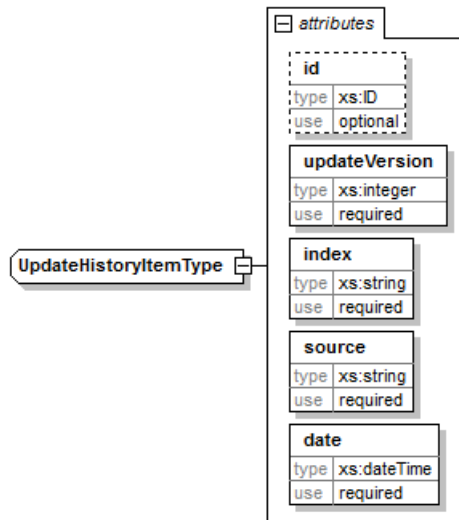 attributes
id
type xs:ID
use optional
updateVersion
type xs:integer
use required
UpdateHistoryItemType
index
type xs:string
use required
source
type xs:string
use required
date
type xs:dateTime
use required